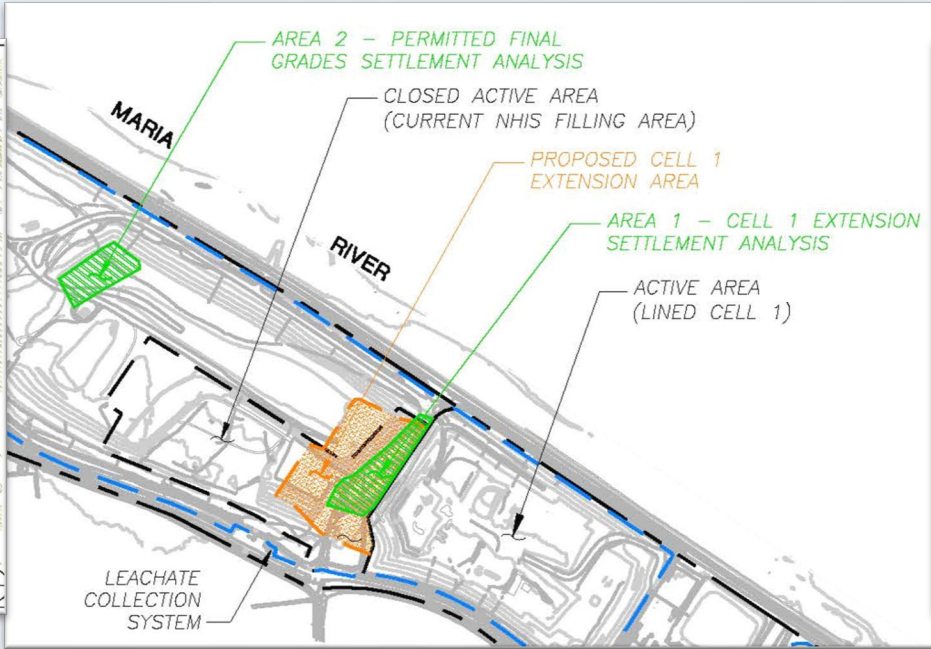 AREA 2 – PERMITTED FINAL
GRADES SETTLEMENT ANALYSIS
CLOSED ACTIVE AREA
(CURRENT NHIS FILLING AREA)
MARIA
PROPOSED CELL 1
EXTENSION AREA
AREA 1 – CELL 1 EXTENSION
SETTLEMENT ANALYSIS
RIVER
ACTIVE AREA
(LINED CELL 1)
LEACHATE
COLLECTION
SYSTEM